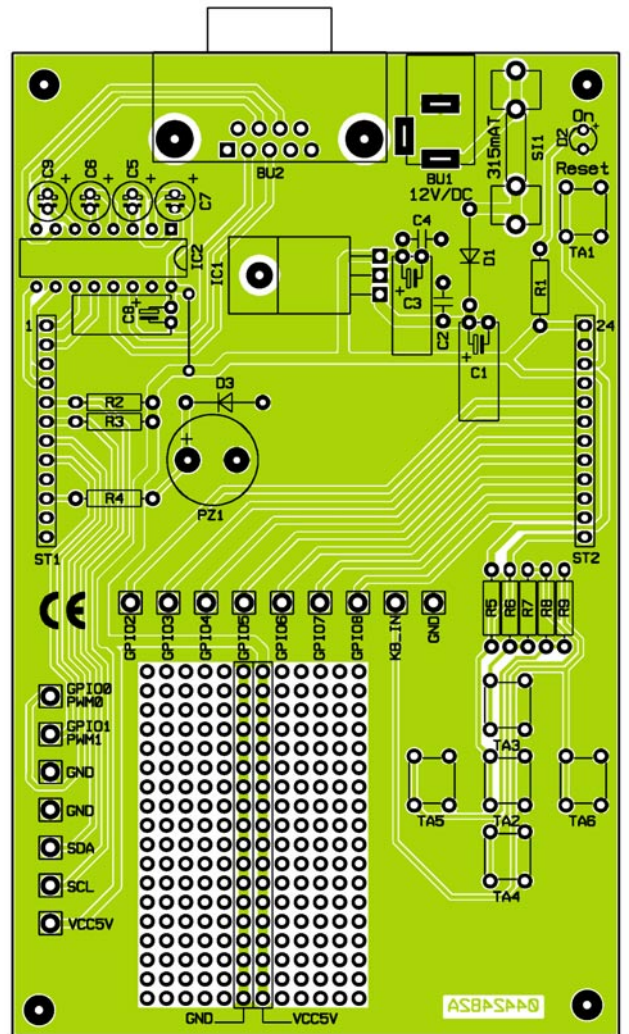 315mAT
SI1
On
D2
+
Reset
BU2
BU1
12V/DC
C9
+
C6
+
C5
+
C7
+
TA1
IC2
IC1
C4
C3
+
D1
R1
C8
+
C2
C1
+
1
24
R2
R3
D3
+
R4
PZ1
ST1
ST2
CE
R5
R6
R7
R8
R9
GPIO2
GPIO3
GPIO4
GPIO5
GPIO6
GPIO7
GPIO8
KB_IN
GND
GPIO0
PWM0
GPIO1
PWM1
GND
GND
SDA
SCL
VCC5V
TA3
TA5
TA2
TA6
TA4
0442482A
GND
VCC5V